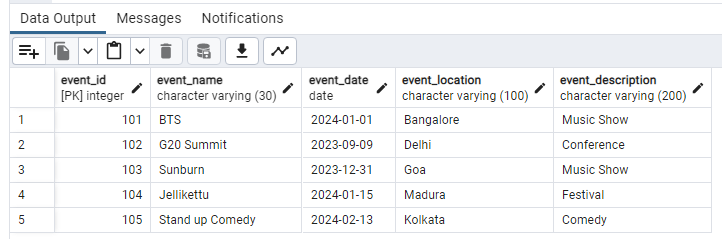 Data Output Messages Notifications
event_id event_name event_date event_location event_description
[PK] integer character varying (30) date character varying (100) character varying (200)
1 101 BTS 2024-01-01 Bangalore Music Show
2 102 G20 Summit 2023-09-09 Delhi Conference
3 103 Sunburn 2023-12-31 Goa Music Show
4 104 Jellikettu 2024-01-15 Madura Festival
5 105 Stand up Comedy 2024-02-13 Kolkata Comedy